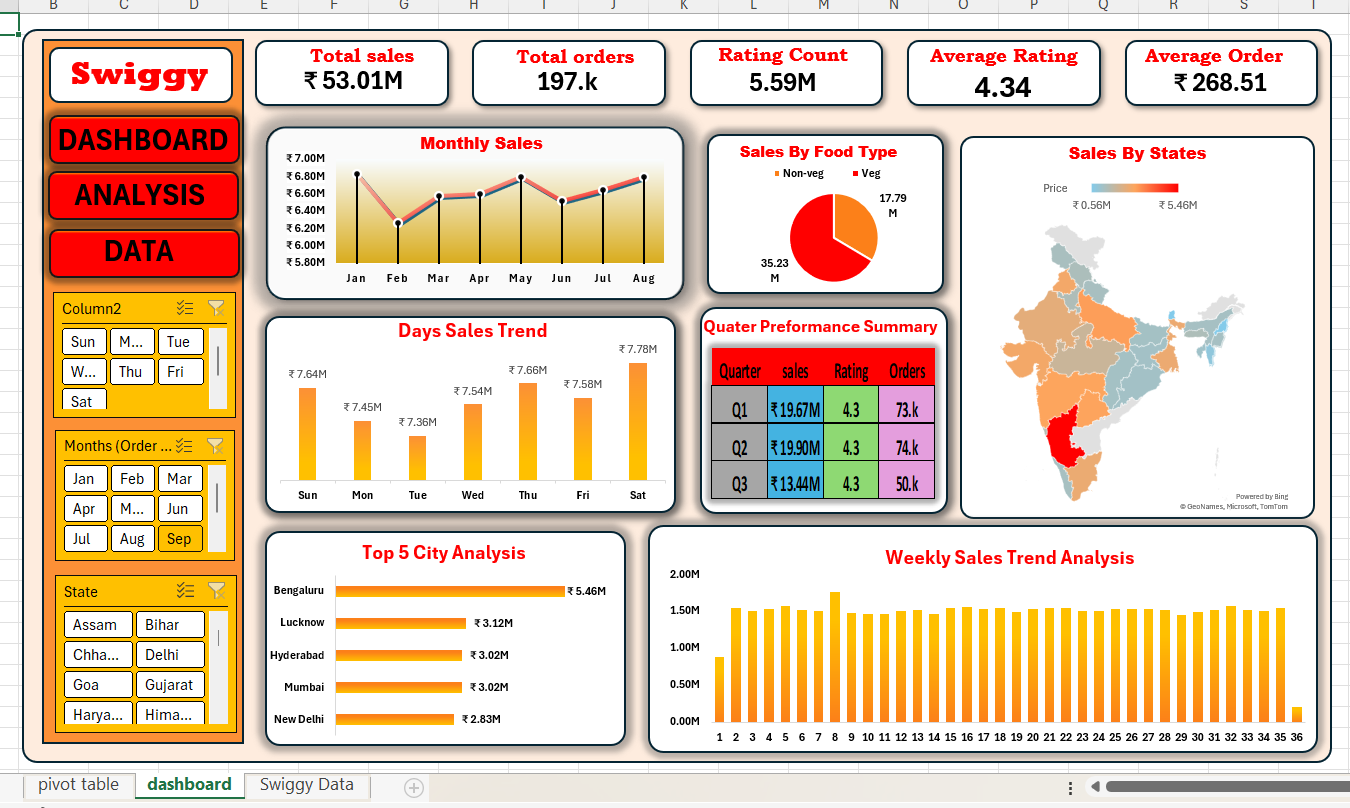 B C D E F G H I J K L M N O P Q R S T
Swiggy
DASHBOARD
ANALYSIS
DATA
Total sales
₹ 53.01M
Total orders
197.k
Rating Count
5.59M
Average Rating
4.34
Average Order
₹ 268.51
Column2
Sun M... Tue
W... Thu Fri
Sat
Months (Order ...
Jan Feb Mar
Apr M... Jun
Jul Aug Sep
State
Assam Bihar
Chha... Delhi
Goa Gujarat
Harya... Hima...
Monthly Sales
₹ 7.00M
₹ 6.80M
₹ 6.60M
₹ 6.40M
₹ 6.20M
₹ 6.00M
₹ 5.80M
Jan Feb Mar Apr May Jun Jul Aug
Sales By Food Type
Non-veg Veg
17.79
M
35.23
M
Sales By States
Price
₹ 0.56M ₹ 5.46M
Powered by Bing
© GeoNames, Microsoft, TomTom
Days Sales Trend
₹ 7.64M ₹ 7.45M ₹ 7.36M ₹ 7.54M ₹ 7.66M ₹ 7.58M ₹ 7.78M
Sun Mon Tue Wed Thu Fri Sat
Quater Preformance Summary
Quarter sales Rating Orders
Q1 ₹ 19.67M 4.3 73.k
Q2 ₹ 19.90M 4.3 74.k
Q3 ₹ 13.44M 4.3 50.k
Top 5 City Analysis
Bengaluru ₹ 5.46M
Lucknow ₹ 3.12M
Hyderabad ₹ 3.02M
Mumbai ₹ 3.02M
New Delhi ₹ 2.83M
Weekly Sales Trend Analysis
2.00M
1.50M
1.00M
0.50M
0.00M
1 2 3 4 5 6 7 8 9 10 11 12 13 14 15 16 17 18 19 20 21 22 23 24 25 26 27 28 29 30 31 32 33 34 35 36
pivot table dashboard Swiggy Data